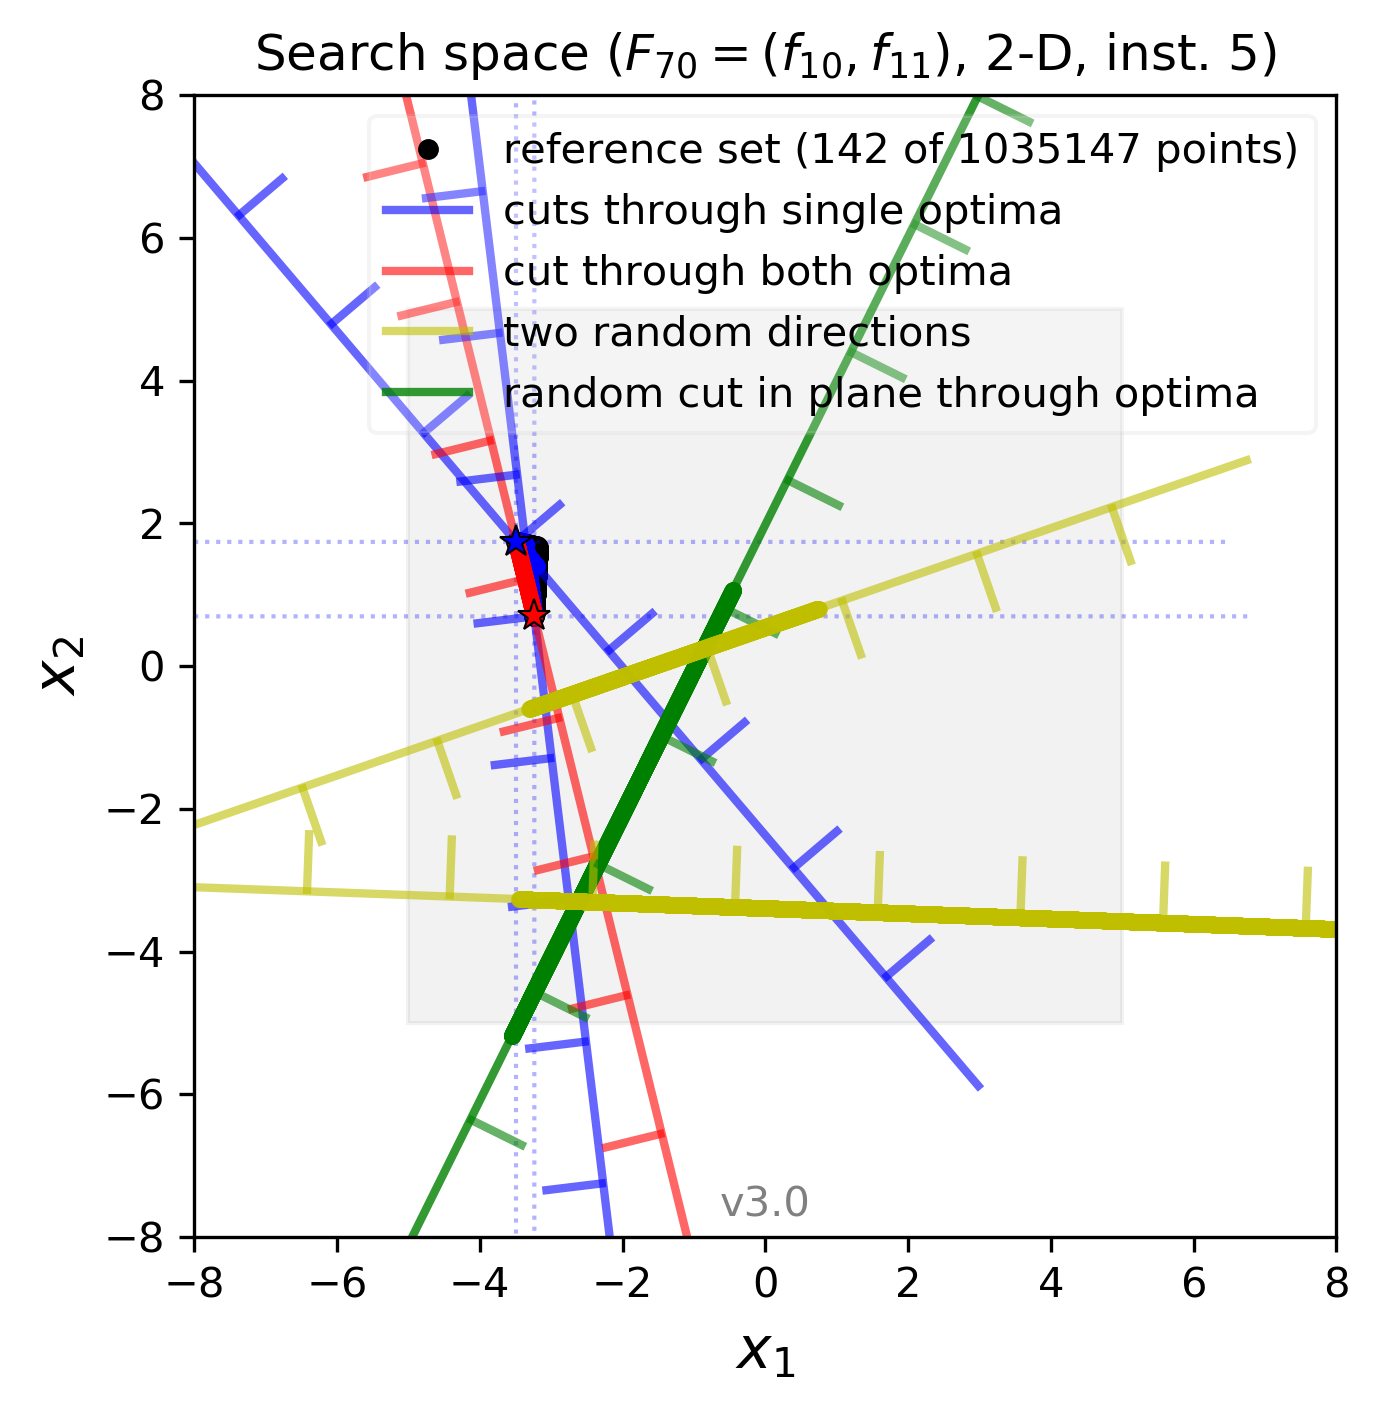 Search space (F70 = (f10, f11), 2-D, inst. 5)
reference set (142 of 1035147 points)
cuts through single optima
cut through both optima
two random directions
random cut in plane through optima
8
6
4
2
0
−2
−4
−6
−8
x2
v3.0
−8 −6 −4 −2 0 2 4 6 8
x1